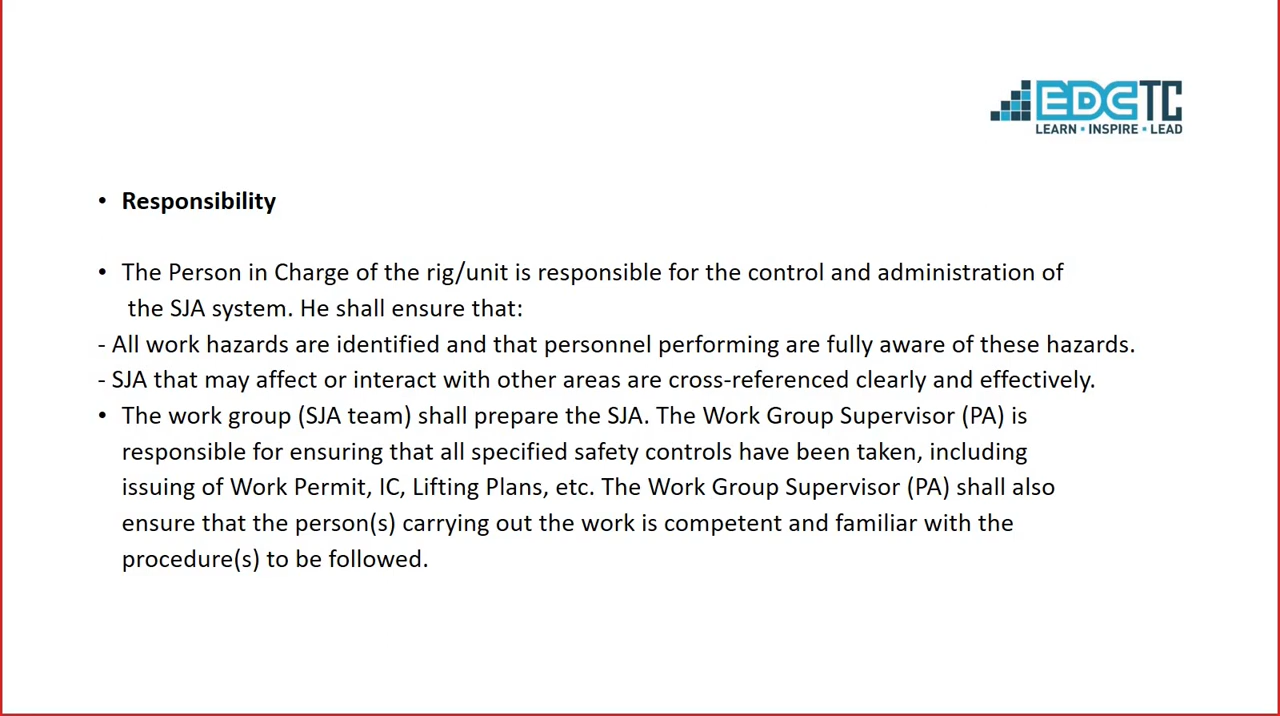 EDCTC
LEARN • INSPIRE • LEAD
• Responsibility
• The Person in Charge of the rig/unit is responsible for the control and administration of
the SJA system. He shall ensure that:
- All work hazards are identified and that personnel performing are fully aware of these hazards.
- SJA that may affect or interact with other areas are cross-referenced clearly and effectively.
• The work group (SJA team) shall prepare the SJA. The Work Group Supervisor (PA) is
responsible for ensuring that all specified safety controls have been taken, including
issuing of Work Permit, IC, Lifting Plans, etc. The Work Group Supervisor (PA) shall also
ensure that the person(s) carrying out the work is competent and familiar with the
procedure(s) to be followed.